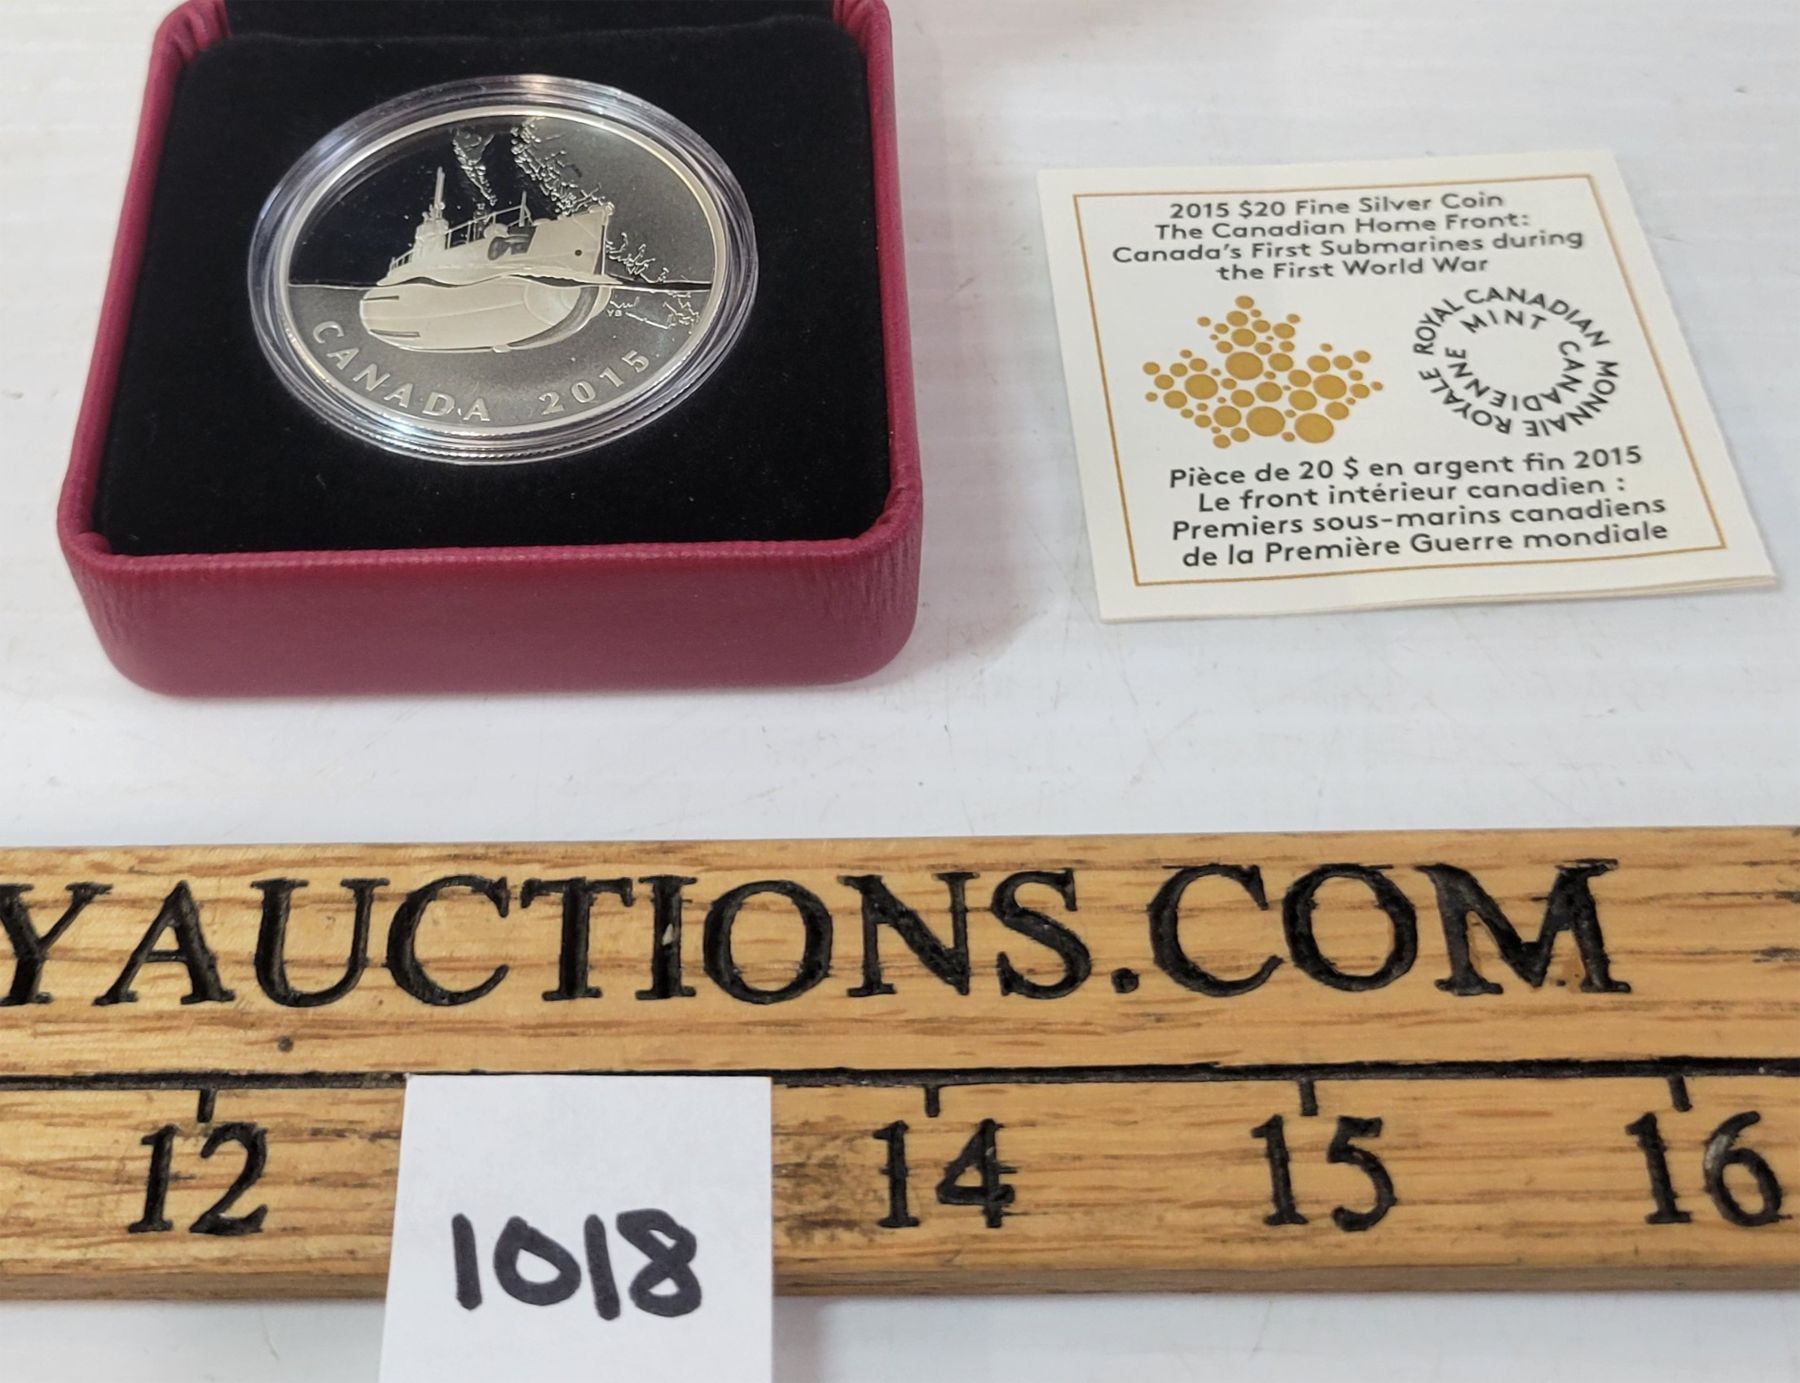 YB
CANADA 2015
2015 $20 Fine Silver Coin
The Canadian Home Front:
Canada's First Submarines during
the First World War
ROYAL CANADIAN MINT
MONNAIE ROYALE CANADIENNE
Pièce de 20 $ en argent fin 2015
Le front intérieur canadien :
Premiers sous-marins canadiens
de la Première Guerre mondiale
YAUCTIONS.COM
12 14 15 16
1018